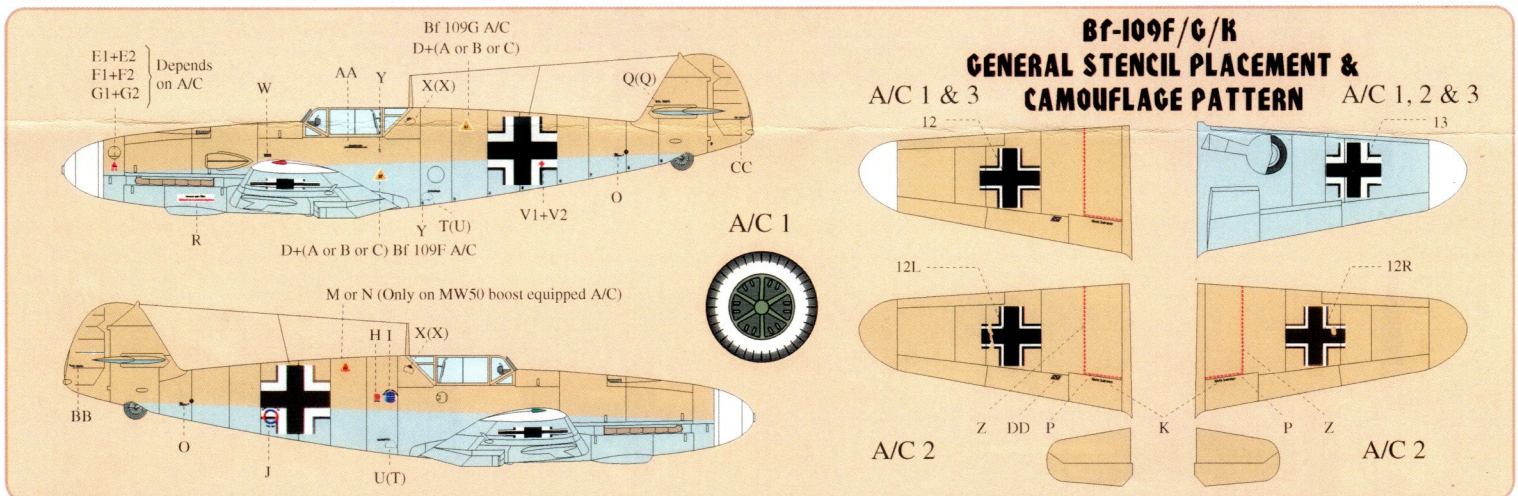 Bf-109F/G/K
GENERAL STENCIL PLACEMENT &
CAMOUFLAGE PATTERN
Bf 109G A/C
D+(A or B or C)
E1+E2
F1+F2
G1+G2
Depends
on A/C
W
AA
Y
X(X)
Q(Q)
CC
O
V1+V2
T(U)
Y
R
D+(A or B or C) Bf 109F A/C
A/C 1
M or N (Only on MW50 boost equipped A/C)
H I
X(X)
BB
O
J
U(T)
A/C 1 & 3
12
A/C 1, 2 & 3
13
12L
12R
Z DD P K P Z
A/C 2
A/C 2